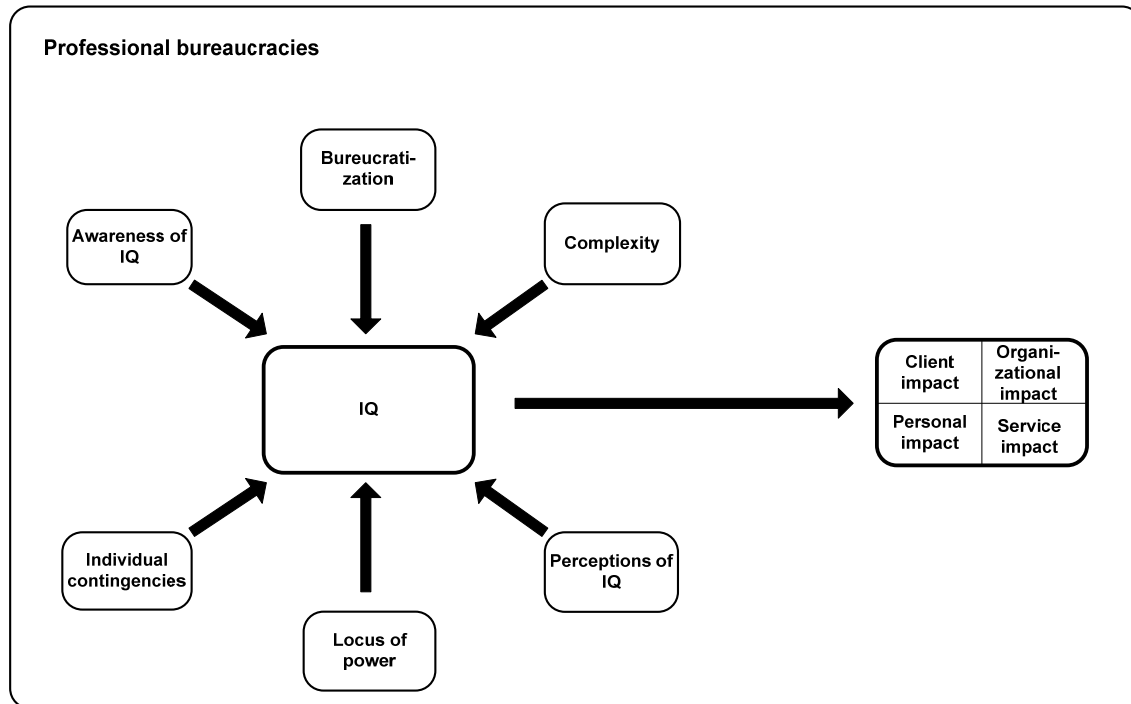 Professional bureaucracies
Bureucrati-
zation
Awareness of
IQ
Complexity
IQ
Client
impact
Organi-
zational
impact
Personal
impact
Service
impact
Individual
contingencies
Perceptions of
IQ
Locus of
power